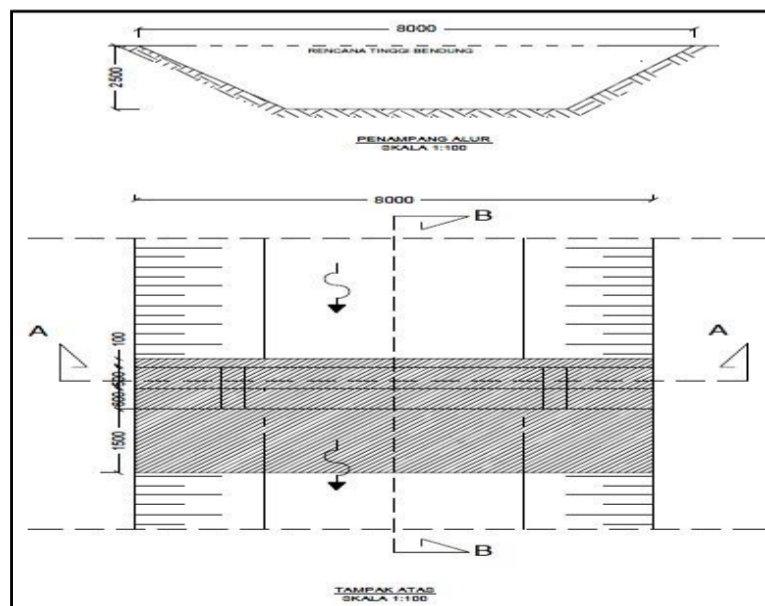 8000
RENCANA TINGGI BENDUNG
2500
PENAMPANG ALUR
SKALA 1:100
8000
B
A
A
100
1500
B
TAMPAK ATAS
SKALA 1:100